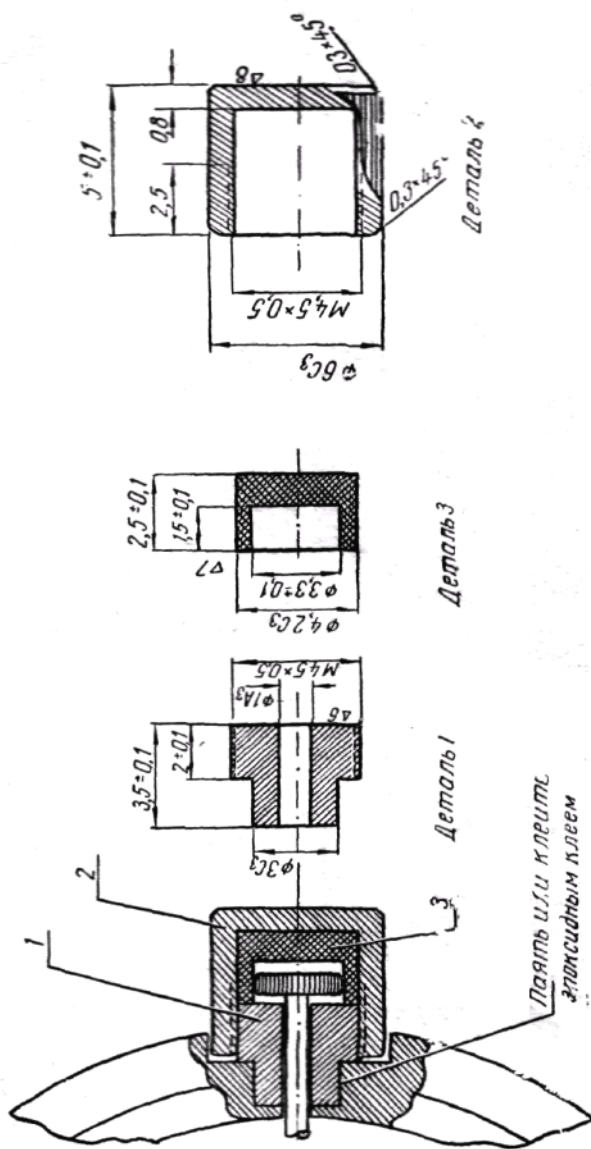 1
2
3
Паять или клеить
эпоксидным клеем
3,5±0,1
2±0,1
ϕ3С₃
ϕ1А₃
М4,5×0,5
∇6
Деталь 1
2,5±0,1
1,5±0,1
∇7
ϕ3,3±0,1
ϕ4,2С₃
Деталь 3
5±0,1
2,5
0,8
∇8
М4,5×0,5
ϕ6С₃
0,3×45°
0,3×45°
Деталь 2